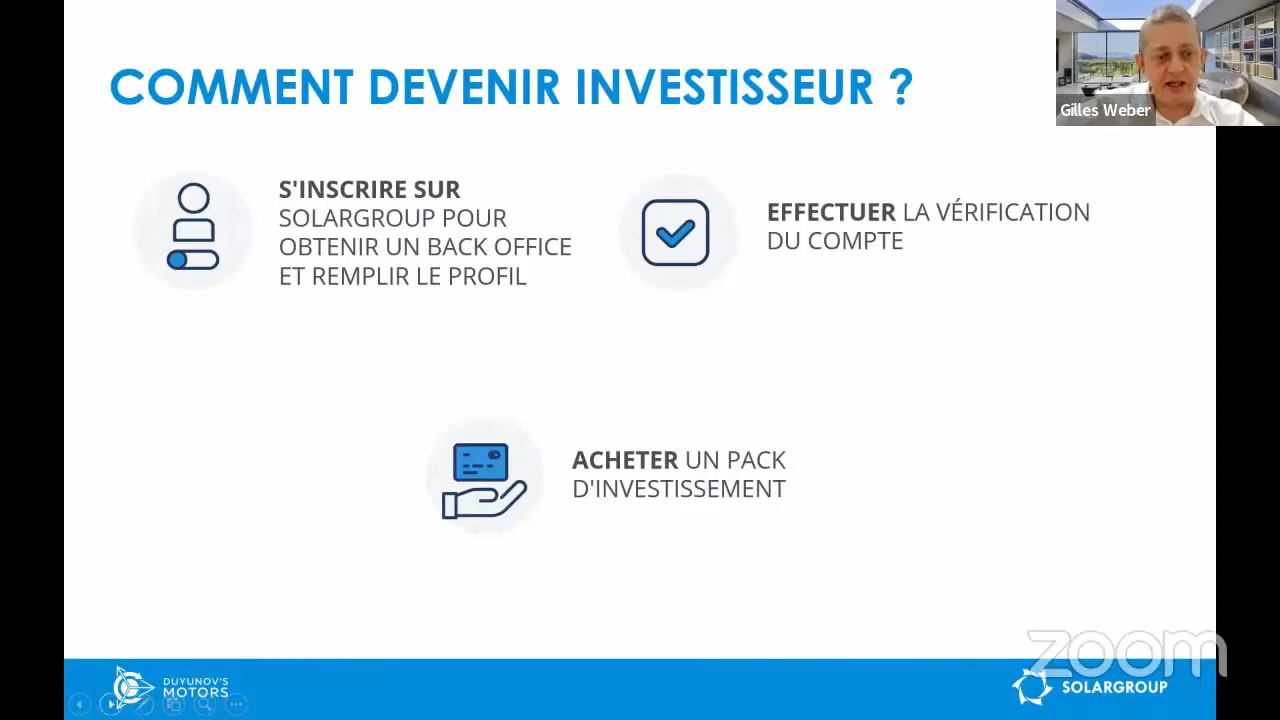 COMMENT DEVENIR INVESTISSEUR ?
Gilles Weber
S'INSCRIRE SUR
SOLARGROUP POUR
OBTENIR UN BACK OFFICE
ET REMPLIR LE PROFIL
EFFECTUER LA VÉRIFICATION
DU COMPTE
ACHETER UN PACK
D'INVESTISSEMENT
zoom
DUYUNOV'S
MOTORS
SOLARGROUP